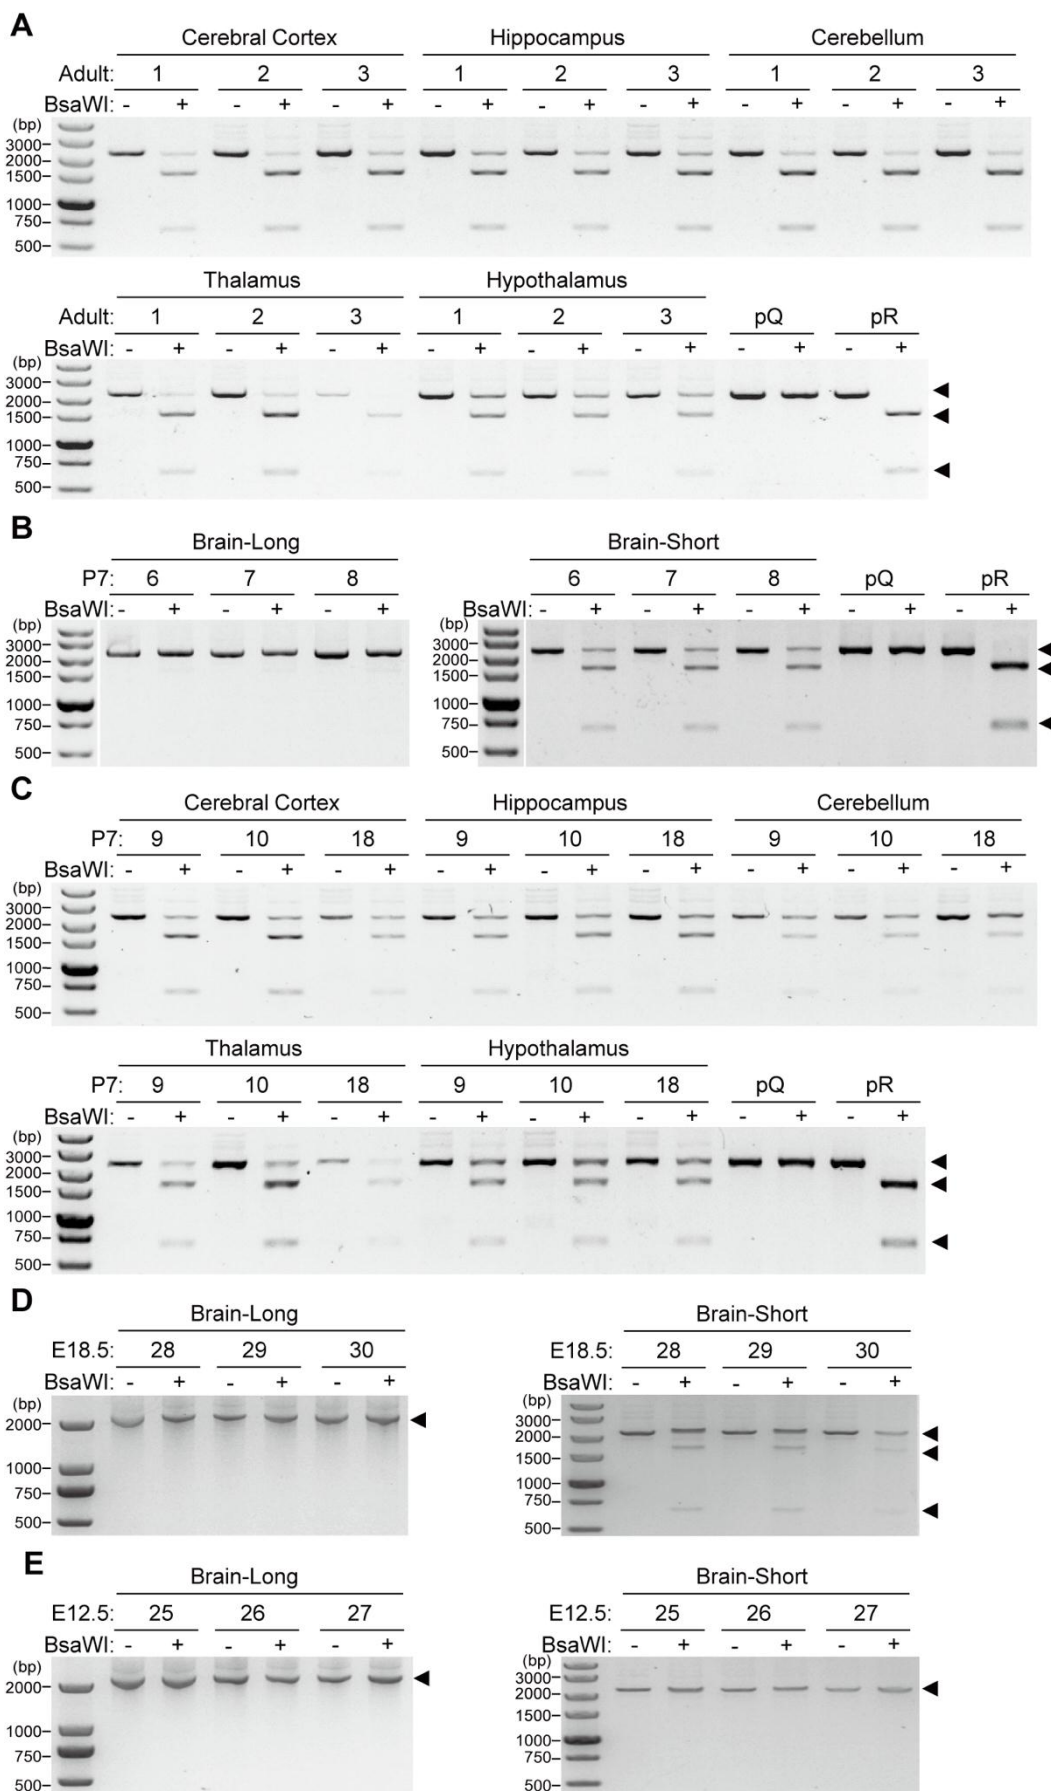 A
Cerebral Cortex Hippocampus Cerebellum
Adult: 1 2 3 1 2 3 1 2 3
BsaWI: - + - + - + - + - + - + - + - + - +
(bp)
3000
2000
1500
1000
750
500
Thalamus Hypothalamus
Adult: 1 2 3 1 2 3 pQ pR
BsaWI: - + - + - + - + - + - + - + - +
(bp)
3000
2000
1500
1000
750
500
B
Brain-Long Brain-Short
P7: 6 7 8 6 7 8 pQ pR
BsaWI: - + - + - + BsaWI: - + - + - + - + - +
(bp) (bp)
3000 3000
2000 2000
1500 1500
1000 1000
750 750
500 500
C
Cerebral Cortex Hippocampus Cerebellum
P7: 9 10 18 9 10 18 9 10 18
BsaWI: - + - + - + - + - + - + - + - + - +
(bp)
3000
2000
1500
1000
750
500
Thalamus Hypothalamus
P7: 9 10 18 9 10 18 pQ pR
BsaWI: - + - + - + - + - + - + - + - +
(bp)
3000
2000
1500
1000
750
500
D
Brain-Long Brain-Short
E18.5: 28 29 30 E18.5: 28 29 30
BsaWI: - + - + - + BsaWI: - + - + - +
(bp) (bp)
2000 3000
1000 2000
750 1500
500 1000
750
500
E
Brain-Long Brain-Short
E12.5: 25 26 27 E12.5: 25 26 27
BsaWI: - + - + - + BsaWI: - + - + - +
(bp) (bp)
2000 3000
1000 2000
750 1500
500 1000
750
500